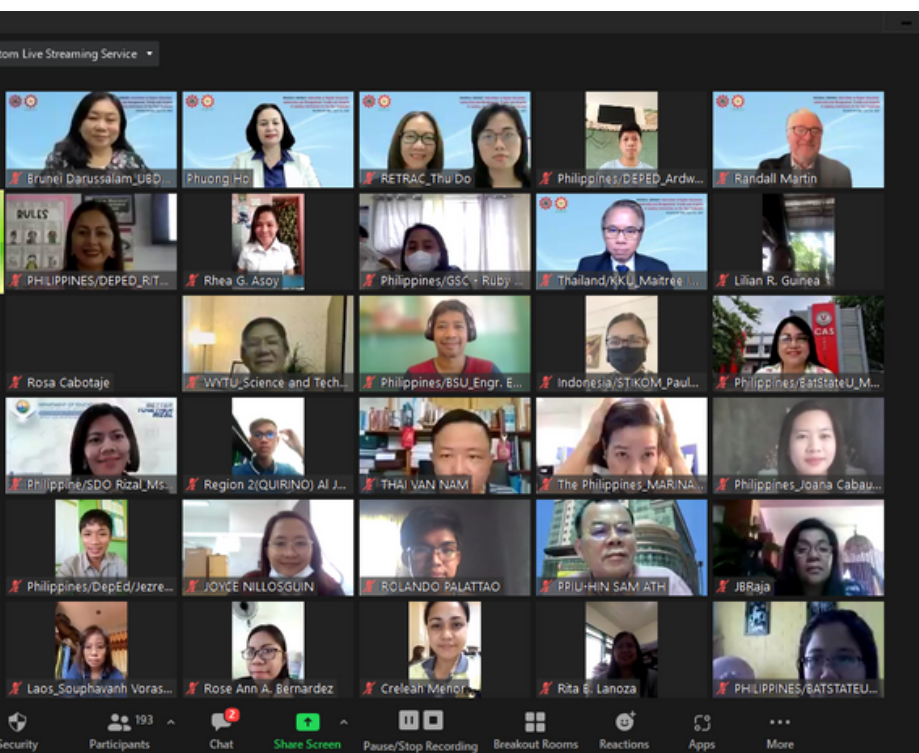 tom Live Streaming Service
Brunei Darussalam_UBD...
Phuong Ho
RETRAC_Thu Do
Philippines/DEPED_Ardw...
Randall Martin
RULES
PHILIPPINES/DEPED_RIT...
Rhea G. Asoy
Philippines/GSC - Ruby ...
Thailand/KKU_Maitree
Lilian R. Guinea
Rosa Cabotaje
WYTU_Science and Tech...
Philippines/BSU_Engr. E...
Indonesia/STIKOM_Paul...
CAS
Philippines/BatStateU_M...
Philippine/SDO Rizal_Ms...
Region 2(QUIRINO) Al J...
THAI VAN NAM
The Philippines_MARINA...
Philippines_Joana Cabau...
Philippines/DepEd/Jezre...
JOYCE NILLOSGUIN
ROLANDO PALATTAO
PPIU-HIN SAM ATH
JBRaja
Laos_Souphavanh Voras...
Rose Ann A. Bernardez
Crelean Menor
Rita B. Lanoza
PHILIPPINES/BATSTATEU...
Security
193
Participants
2
Chat
Share Screen
Pause/Stop Recording
Breakout Rooms
Reactions
Apps
More